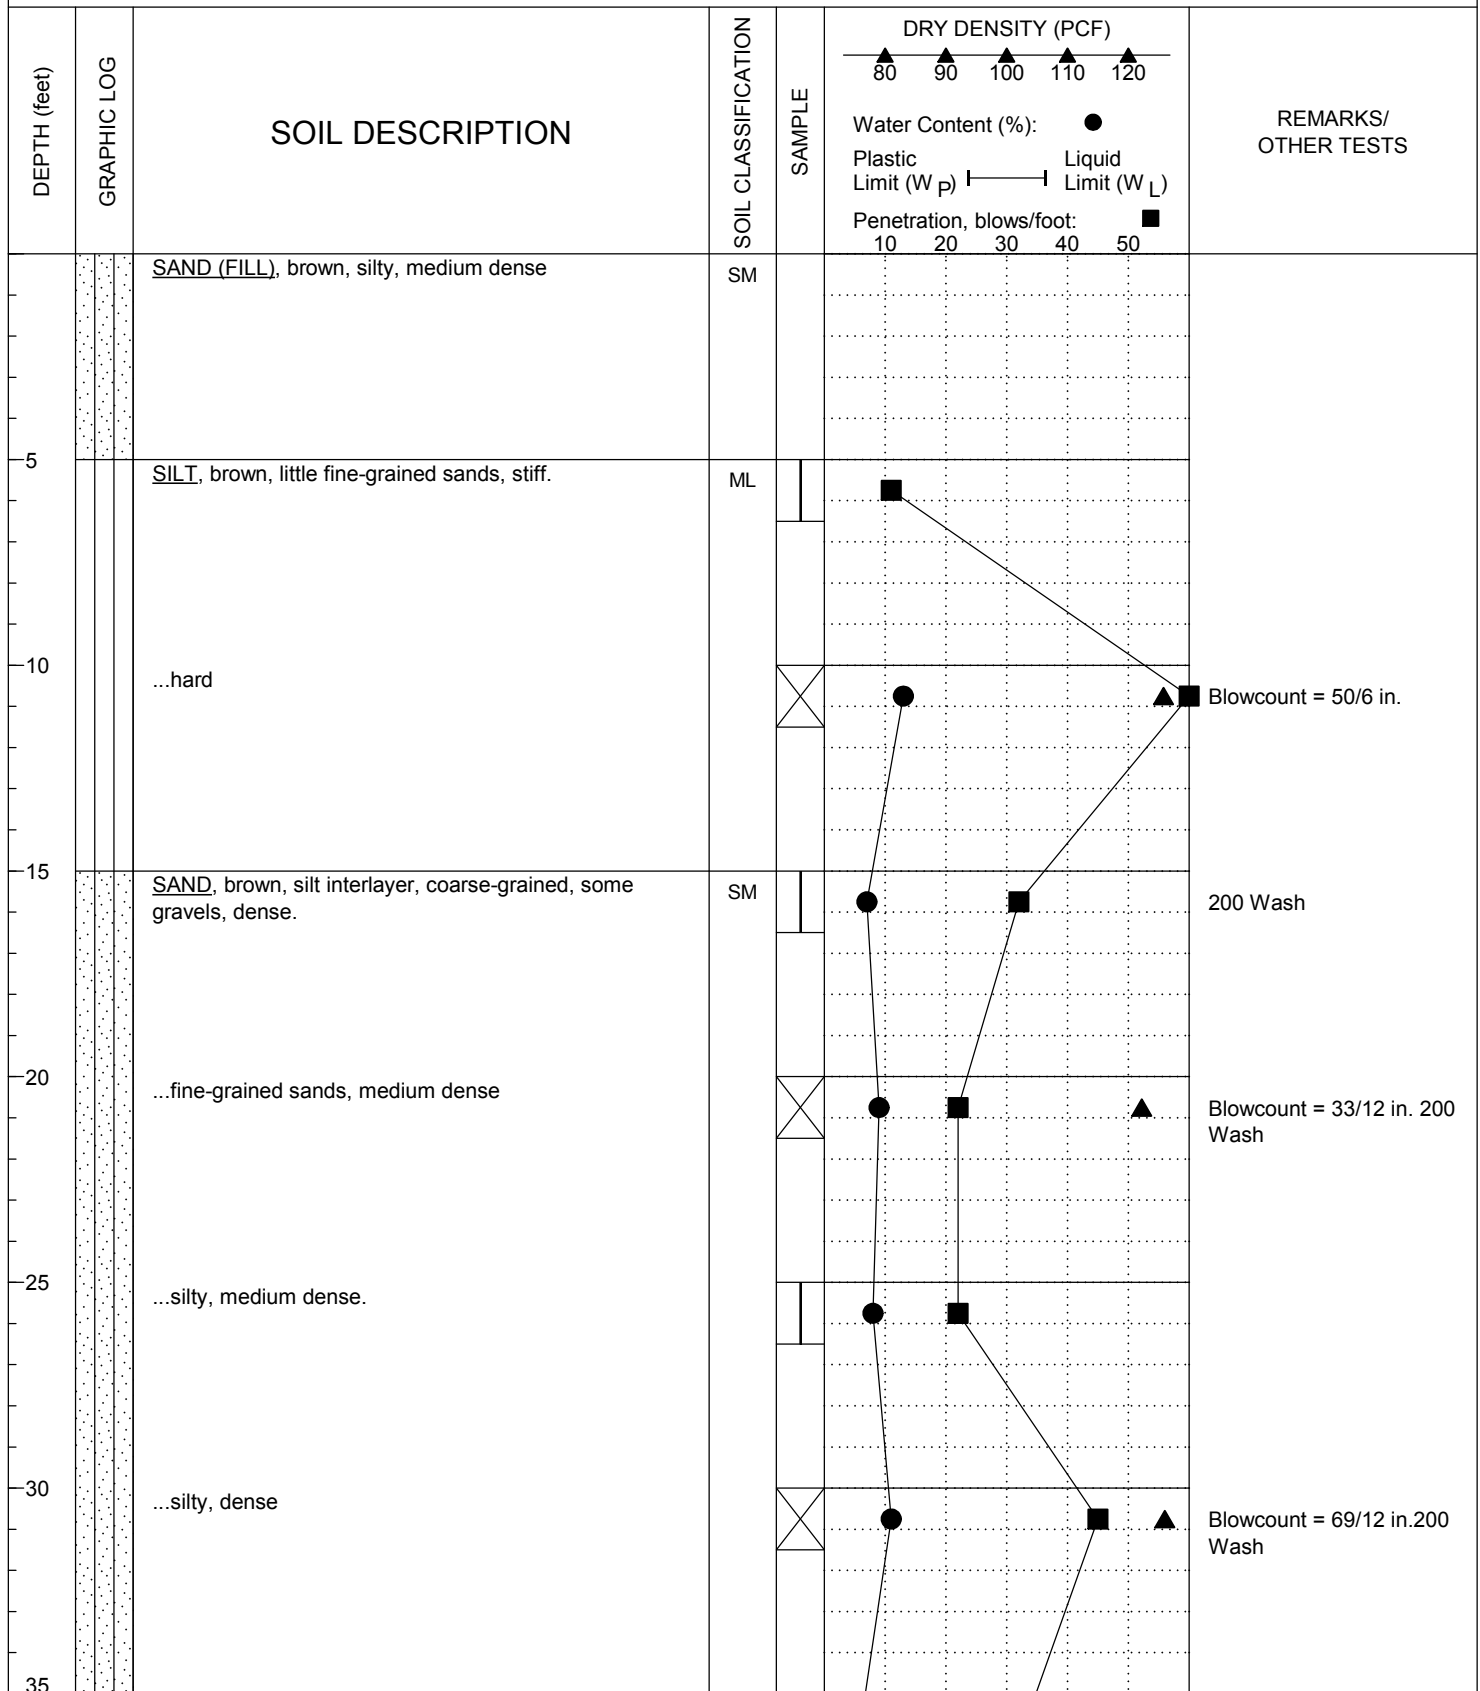 DEPTH (feet)
GRAPHIC LOG
SOIL DESCRIPTION
SOIL CLASSIFICATION
SAMPLE
DRY DENSITY (PCF)
80 90 100 110 120
Water Content (%):
Plastic Liquid
Limit (W P) Limit (W L)
Penetration, blows/foot:
10 20 30 40 50
REMARKS/
OTHER TESTS
SAND (FILL), brown, silty, medium dense
SM
5
SILT, brown, little fine-grained sands, stiff.
ML
10
...hard
Blowcount = 50/6 in.
15
SAND, brown, silt interlayer, coarse-grained, some
gravels, dense.
SM
200 Wash
20
...fine-grained sands, medium dense
Blowcount = 33/12 in. 200
Wash
25
...silty, medium dense.
30
...silty, dense
Blowcount = 69/12 in.200
Wash
35